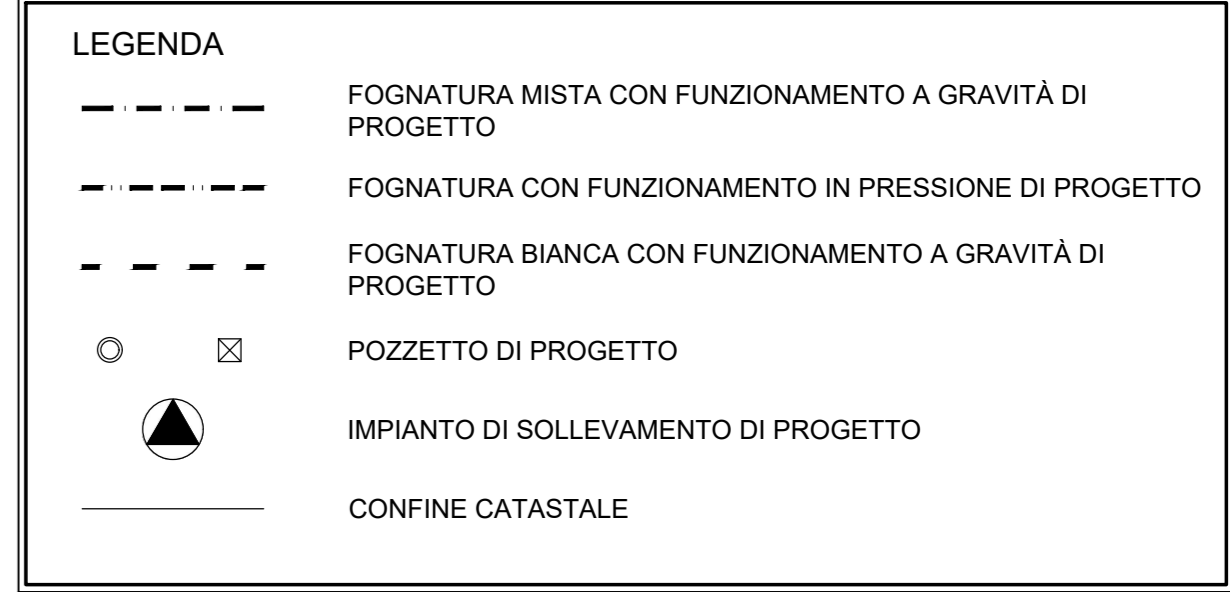 LEGENDA
FOGNATURA MISTA CON FUNZIONAMENTO A GRAVITÀ DI
PROGETTO
FOGNATURA CON FUNZIONAMENTO IN PRESSIONE DI PROGETTO
FOGNATURA BIANCA CON FUNZIONAMENTO A GRAVITÀ DI
PROGETTO
POZZETTO DI PROGETTO
IMPIANTO DI SOLLEVAMENTO DI PROGETTO
CONFINE CATASTALE